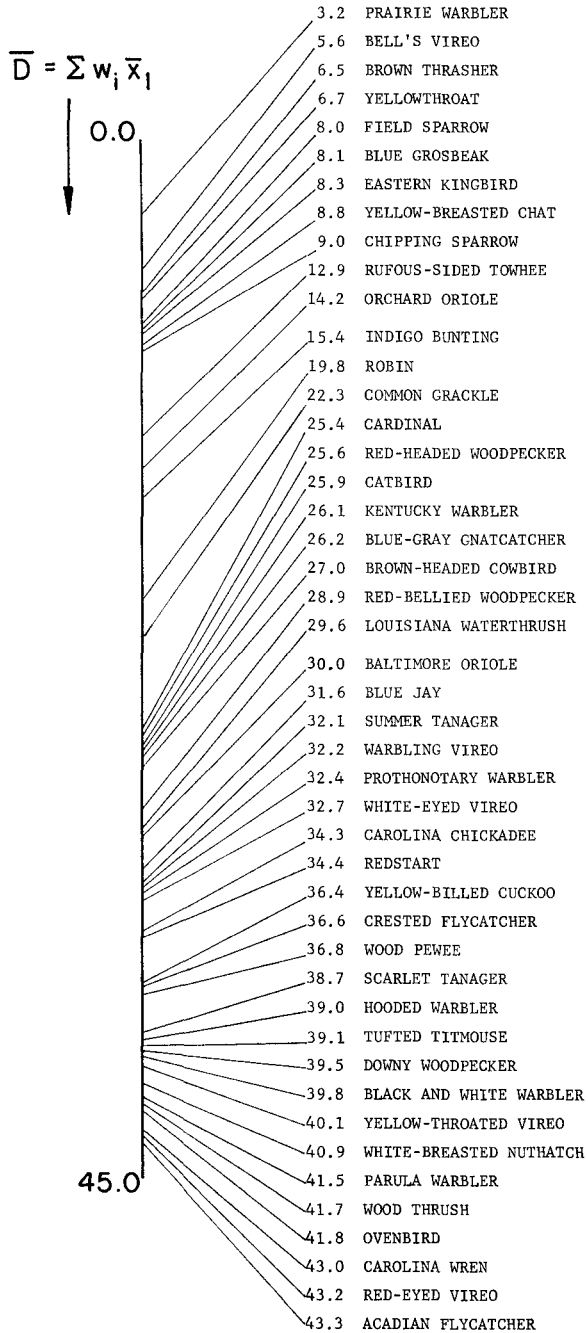 3.2 PRAIRIE WARBLER
5.6 BELL'S VIREO
D̅ = Σ wᵢ x̅₁
6.5 BROWN THRASHER
6.7 YELLOWTHROAT
0.0
8.0 FIELD SPARROW
8.1 BLUE GROSBEAK
8.3 EASTERN KINGBIRD
8.8 YELLOW-BREASTED CHAT
9.0 CHIPPING SPARROW
12.9 RUFOUS-SIDED TOWHEE
14.2 ORCHARD ORIOLE
15.4 INDIGO BUNTING
19.8 ROBIN
22.3 COMMON GRACKLE
25.4 CARDINAL
25.6 RED-HEADED WOODPECKER
25.9 CATBIRD
26.1 KENTUCKY WARBLER
26.2 BLUE-GRAY GNATCATCHER
27.0 BROWN-HEADED COWBIRD
28.9 RED-BELLIED WOODPECKER
29.6 LOUISIANA WATERTHRUSH
30.0 BALTIMORE ORIOLE
31.6 BLUE JAY
32.1 SUMMER TANAGER
32.2 WARBLING VIREO
32.4 PROTHONOTARY WARBLER
32.7 WHITE-EYED VIREO
34.3 CAROLINA CHICKADEE
34.4 REDSTART
36.4 YELLOW-BILLED CUCKOO
36.6 CRESTED FLYCATCHER
36.8 WOOD PEWEE
38.7 SCARLET TANAGER
39.0 HOODED WARBLER
39.1 TUFTED TITMOUSE
39.5 DOWNY WOODPECKER
39.8 BLACK AND WHITE WARBLER
40.1 YELLOW-THROATED VIREO
40.9 WHITE-BREASTED NUTHATCH
45.0
41.5 PARULA WARBLER
41.7 WOOD THRUSH
41.8 OVENBIRD
43.0 CAROLINA WREN
43.2 RED-EYED VIREO
43.3 ACADIAN FLYCATCHER